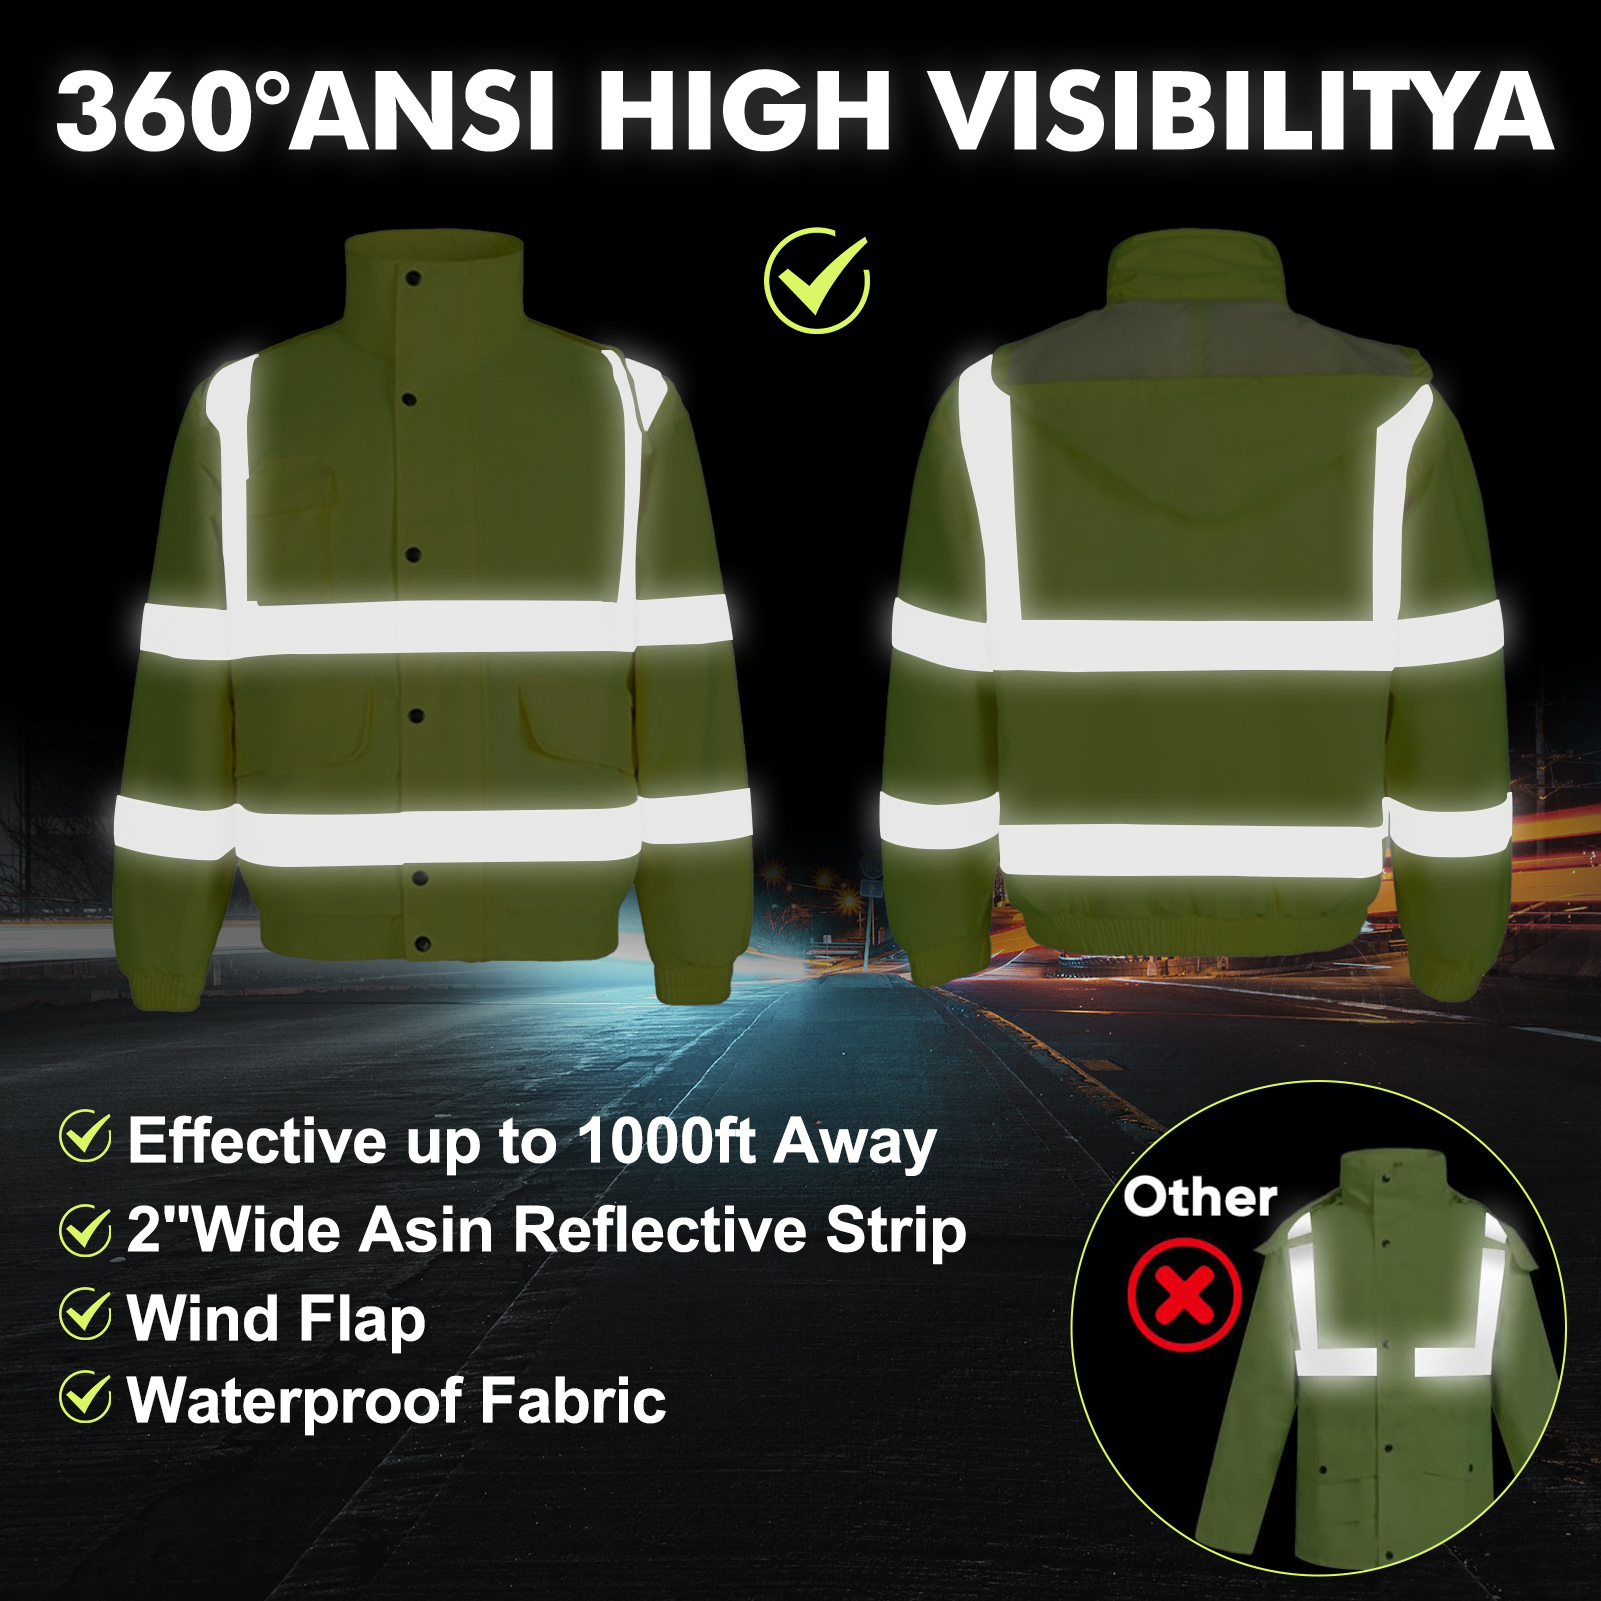 360°ANSI HIGH VISIBILITYA
Effective up to 1000ft Away
2"Wide Asin Reflective Strip
Wind Flap
Waterproof Fabric
Other